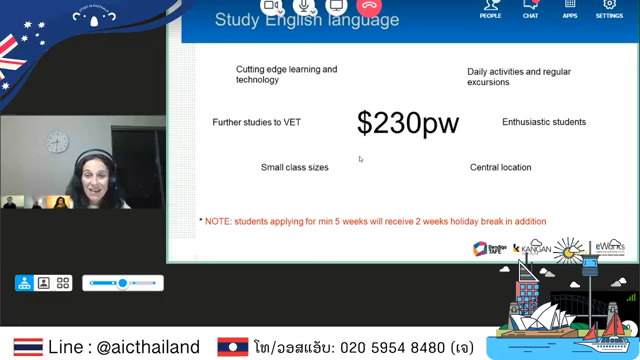 STUDY IN AUSTRALIA
Study English language
PEOPLE
CHAT
APPS
SETTINGS
Cutting edge learning and
technology
Daily activities and regular
excursions
Further studies to VET
$230pw
Enthusiastic students
Small class sizes
Central location
* NOTE: students applying for min 5 weeks will receive 2 weeks holiday break in addition
Bendigo
TAFE
KANGAN
eWorks
Line : @aicthailand
โท/วอสแอ๊บ: 020 5954 8480 (เจ)